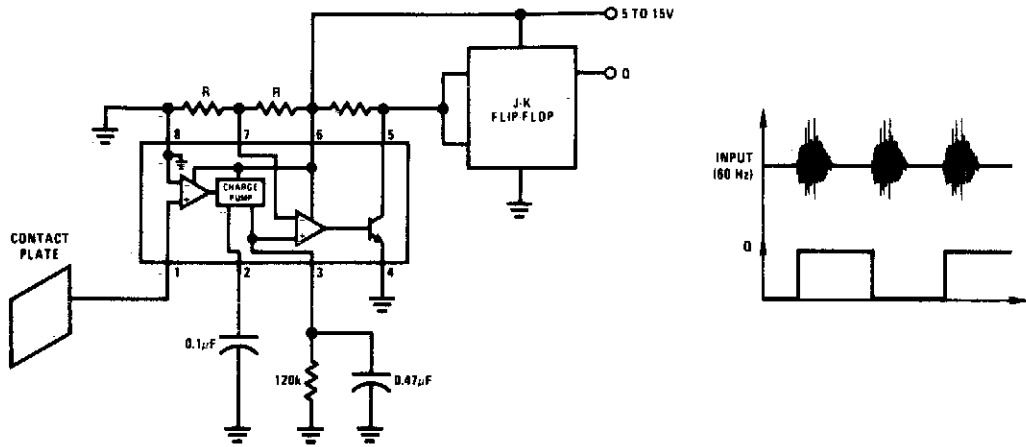 5 TO 15V
Q
J-K
FLIP-FLOP
R
R
8
7
6
5
CHARGE
PUMP
CONTACT
PLATE
1
2
3
4
0.1µF
120k
0.47µF
INPUT
(60 Hz)
Q